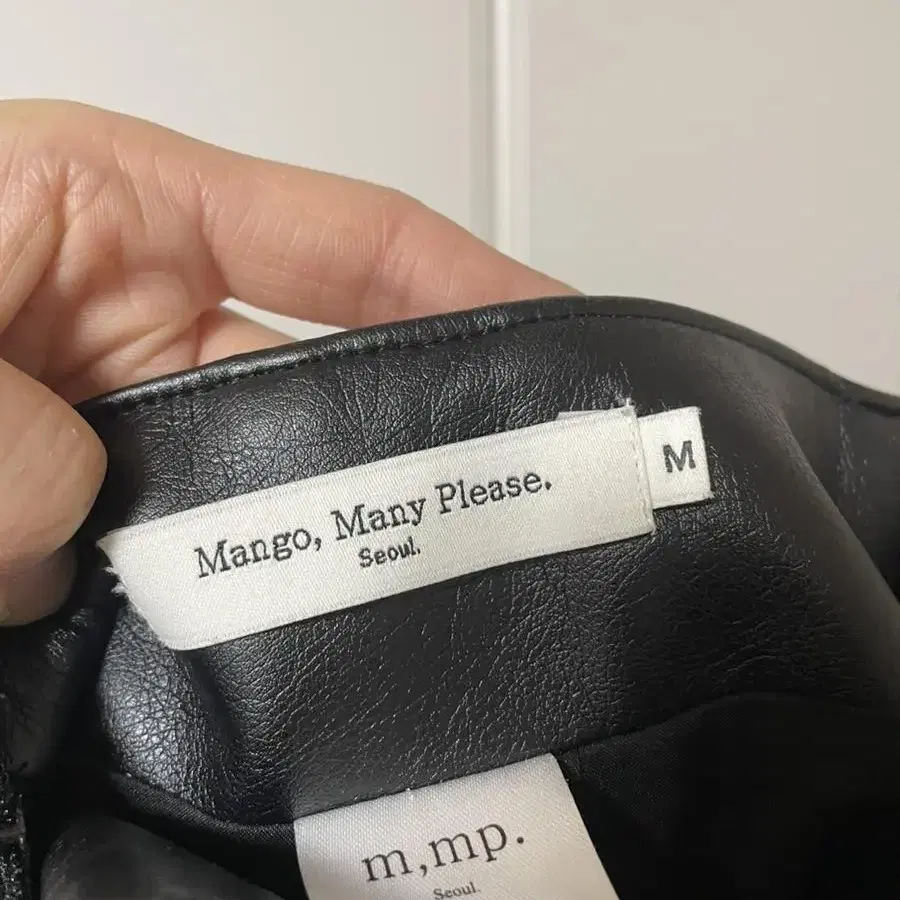 Mango, Many Please.
Seoul.
M
m,mp.
Seoul.